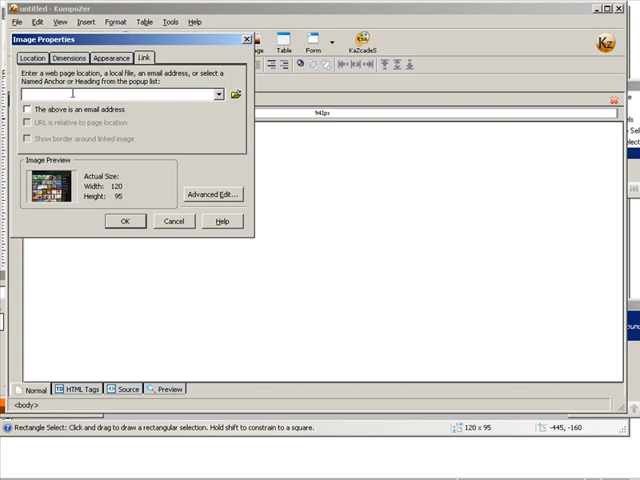 untitled - KompoZer
File Edit View Insert Format Table Tools Help
Image Properties
Table Form KaZcadeS
Kz
Location Dimensions Appearance Link
Enter a web page location, a local file, an email address, or select a
Named Anchor or Heading from the popup list:
The above is an email address
URL is relative to page location
Show border around linked image
941px
Image Preview
Actual Size:
Width: 120
Height: 95
Advanced Edit...
OK Cancel Help
Normal HTML Tags Source Preview
<body>
Rectangle Select: Click and drag to draw a rectangular selection. Hold shift to constrain to a square.
120 x 95
-445, -160